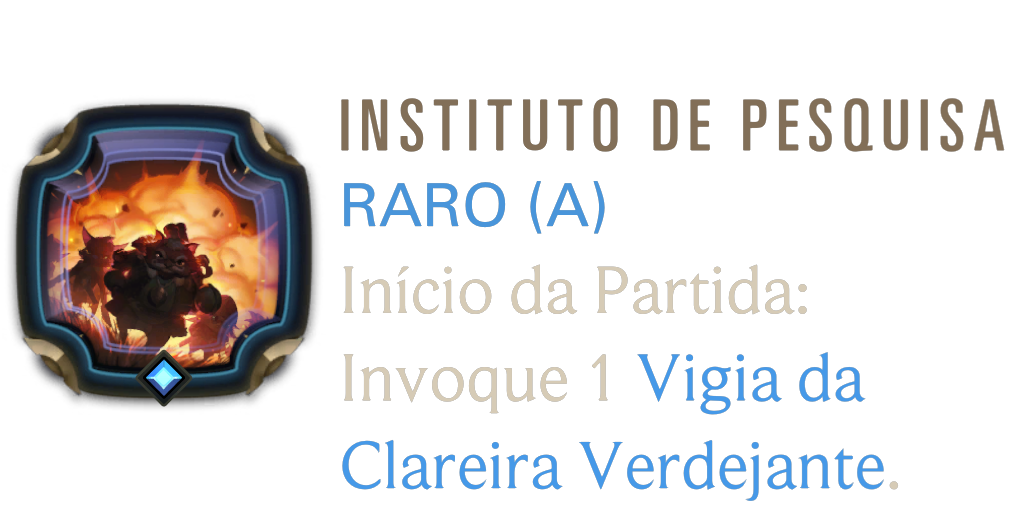 INSTITUTO DE PESQUISA
RARO (A)
Início da Partida:
Invoque 1 Vigia da
Clareira Verdejante.